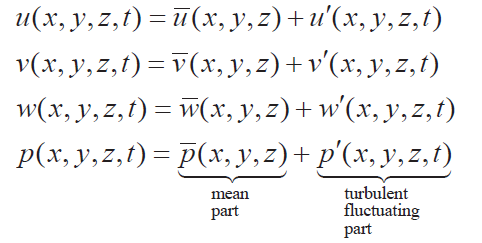 u(x, y, z, t) = u̅(x, y, z) + u′(x, y, z, t)
v(x, y, z, t) = v̅(x, y, z) + v′(x, y, z, t)
w(x, y, z, t) = w̅(x, y, z) + w′(x, y, z, t)
p(x, y, z, t) = p̅(x, y, z) + p′(x, y, z, t)
mean part
turbulent fluctuating part